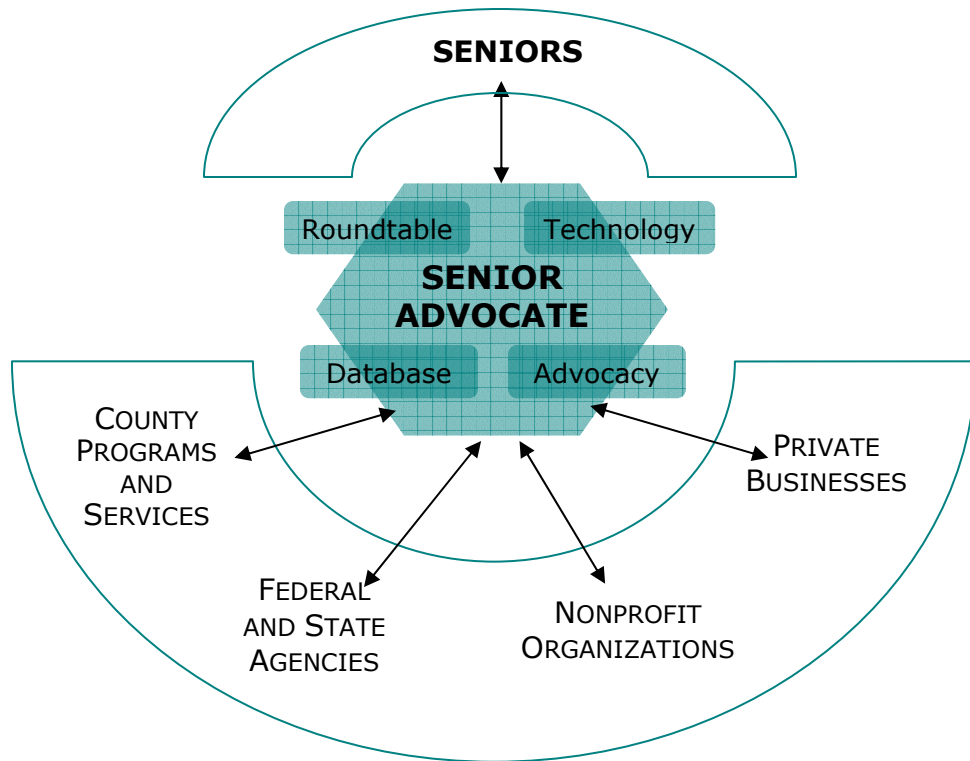 SENIORS
Roundtable
Technology
SENIOR
ADVOCATE
Database
Advocacy
COUNTY
PROGRAMS
AND
SERVICES
PRIVATE
BUSINESSES
FEDERAL
AND STATE
AGENCIES
NONPROFIT
ORGANIZATIONS